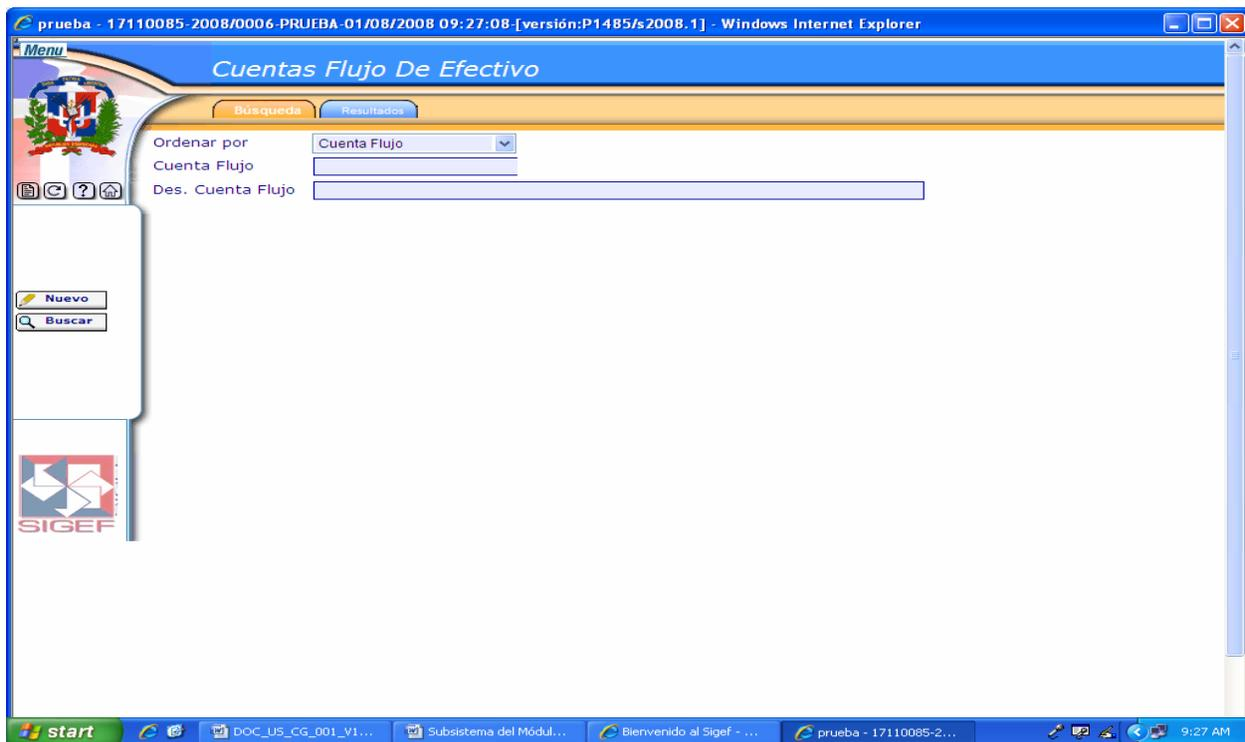 prueba - 17110085-2008/0006-PRUEBA-01/08/2008 09:27:08-[versión:P1485/s2008.1] - Windows Internet Explorer
Menu
Cuentas Flujo De Efectivo
Búsqueda Resultados
Ordenar por Cuenta Flujo
Cuenta Flujo
Des. Cuenta Flujo
Nuevo
Buscar
SIGEF
start DOC_US_CG_001_V1... Subsistema del Módul... Bienvenido al Sigef - ... prueba - 17110085-2... 9:27 AM